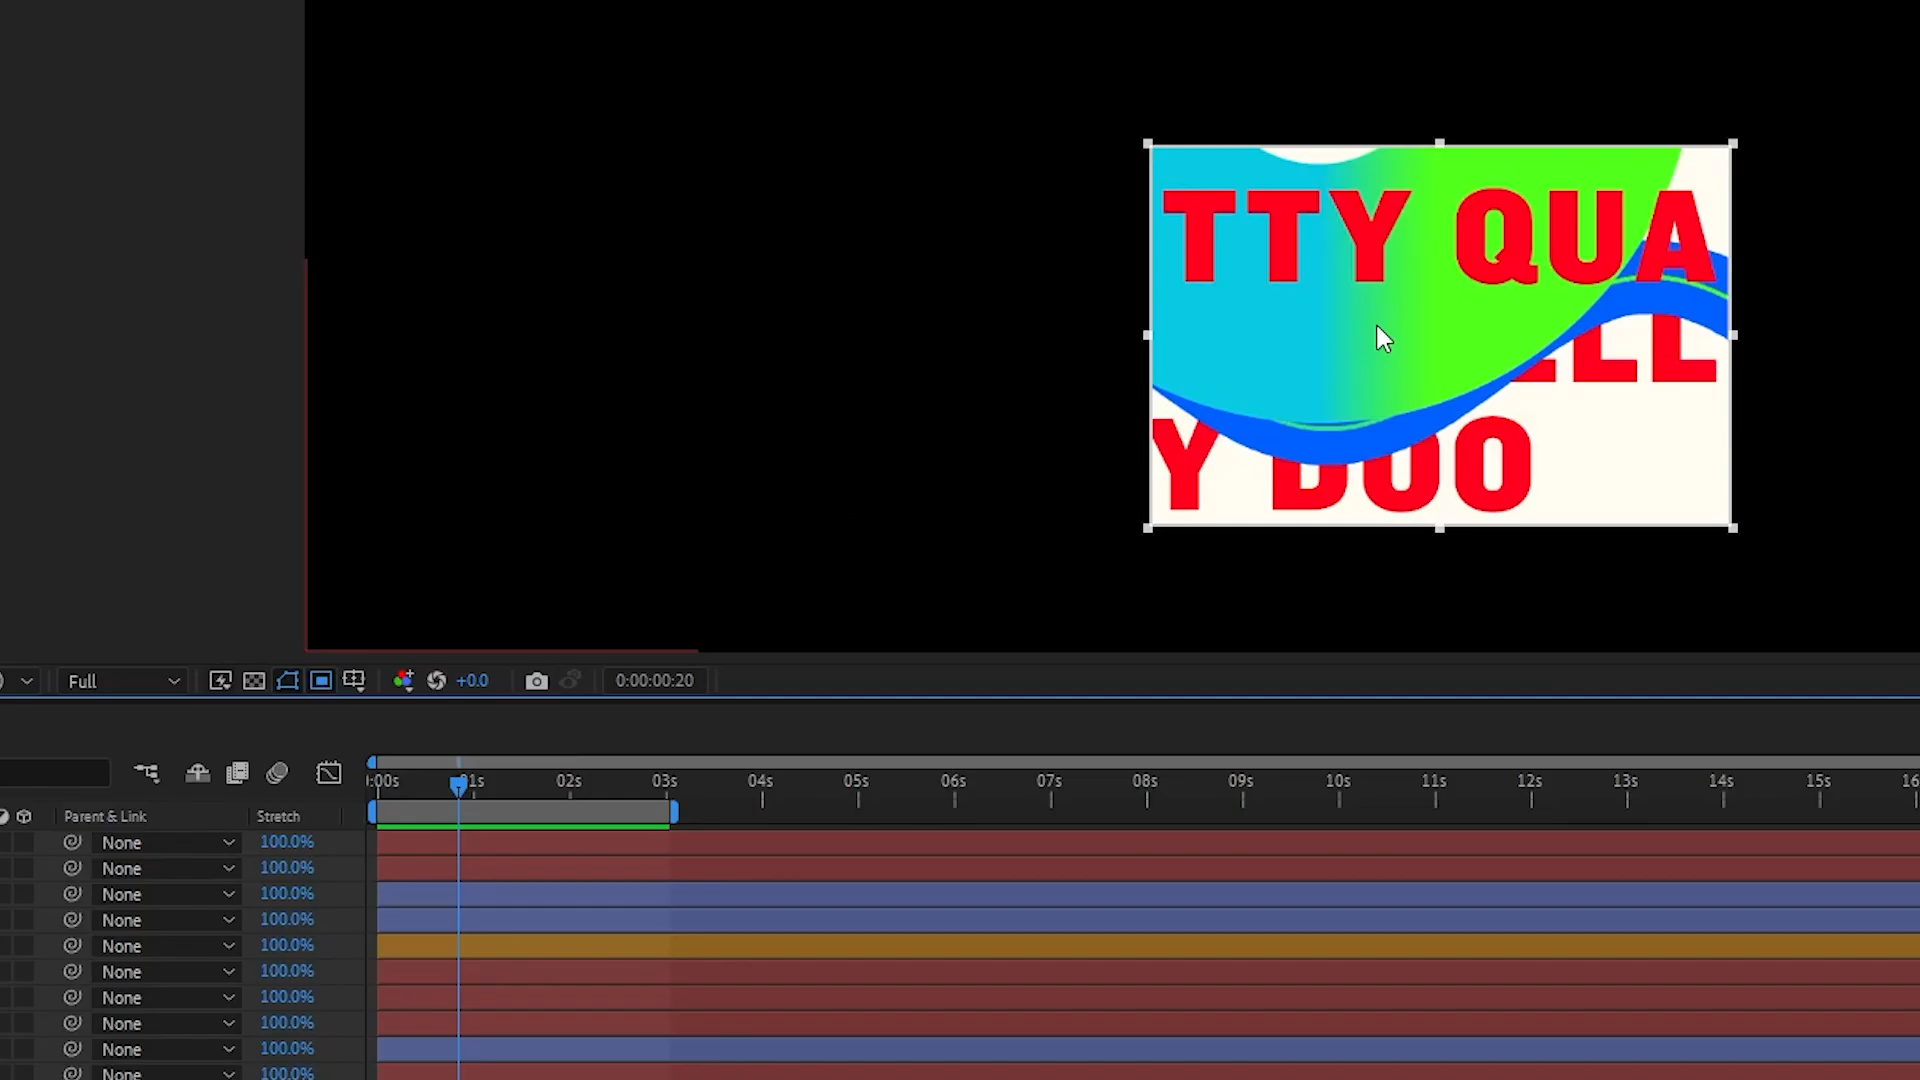 TTY QUA
ELL
Y DOO
Full
+0.0
0:00:00:20
:00s 01s 02s 03s 04s 05s 06s 07s 08s 09s 10s 11s 12s 13s 14s 15s 16
Parent & Link Stretch
None 100.0%
None 100.0%
None 100.0%
None 100.0%
None 100.0%
None 100.0%
None 100.0%
None 100.0%
None 100.0%
None 100.0%